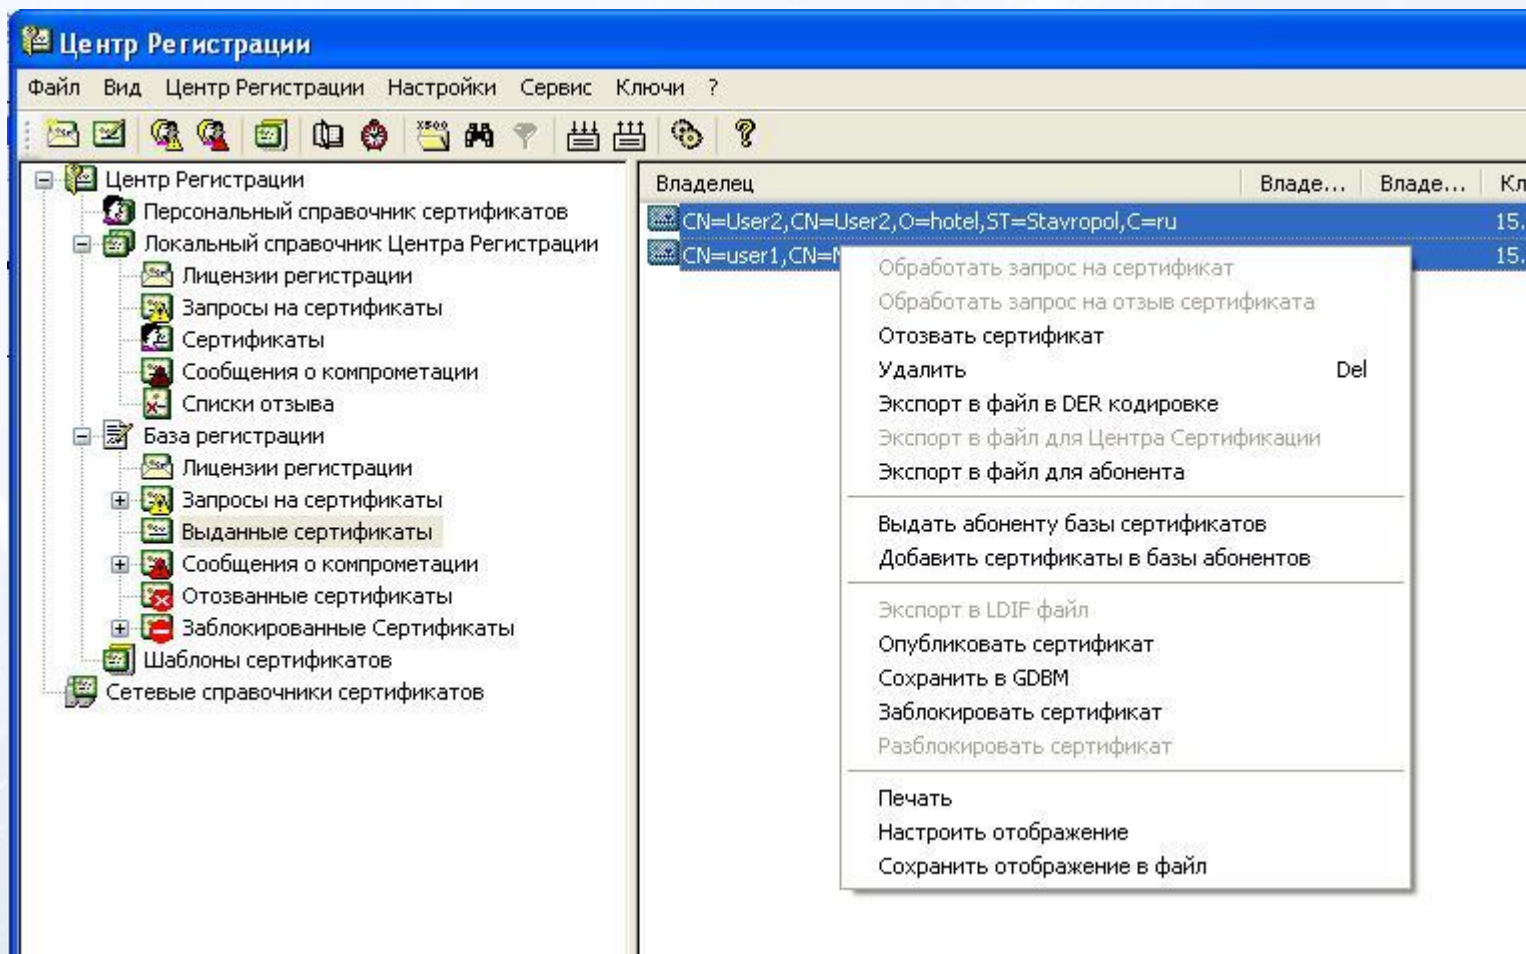 Центр Регистрации
Файл Вид Центр Регистрации Настройки Сервис Ключи ?
X500
Центр Регистрации
Персональный справочник сертификатов
Локальный справочник Центра Регистрации
Лицензии регистрации
Запросы на сертификаты
Сертификаты
Сообщения о компрометации
Списки отзыва
База регистрации
Лицензии регистрации
Запросы на сертификаты
Выданные сертификаты
Сообщения о компрометации
Отозванные сертификаты
Заблокированные Сертификаты
Шаблоны сертификатов
Сетевые справочники сертификатов
Владелец Владе... Владе... Кл
CN=User2,CN=User2,O=hotel,ST=Stavropol,C=ru 15.
CN=user1,CN= 15.
Обработать запрос на сертификат
Обработать запрос на отзыв сертификата
Отозвать сертификат
Удалить Del
Экспорт в файл в DER кодировке
Экспорт в файл для Центра Сертификации
Экспорт в файл для абонента
Выдать абоненту базы сертификатов
Добавить сертификаты в базы абонентов
Экспорт в LDIF файл
Опубликовать сертификат
Сохранить в GDBM
Заблокировать сертификат
Разблокировать сертификат
Печать
Настроить отображение
Сохранить отображение в файл